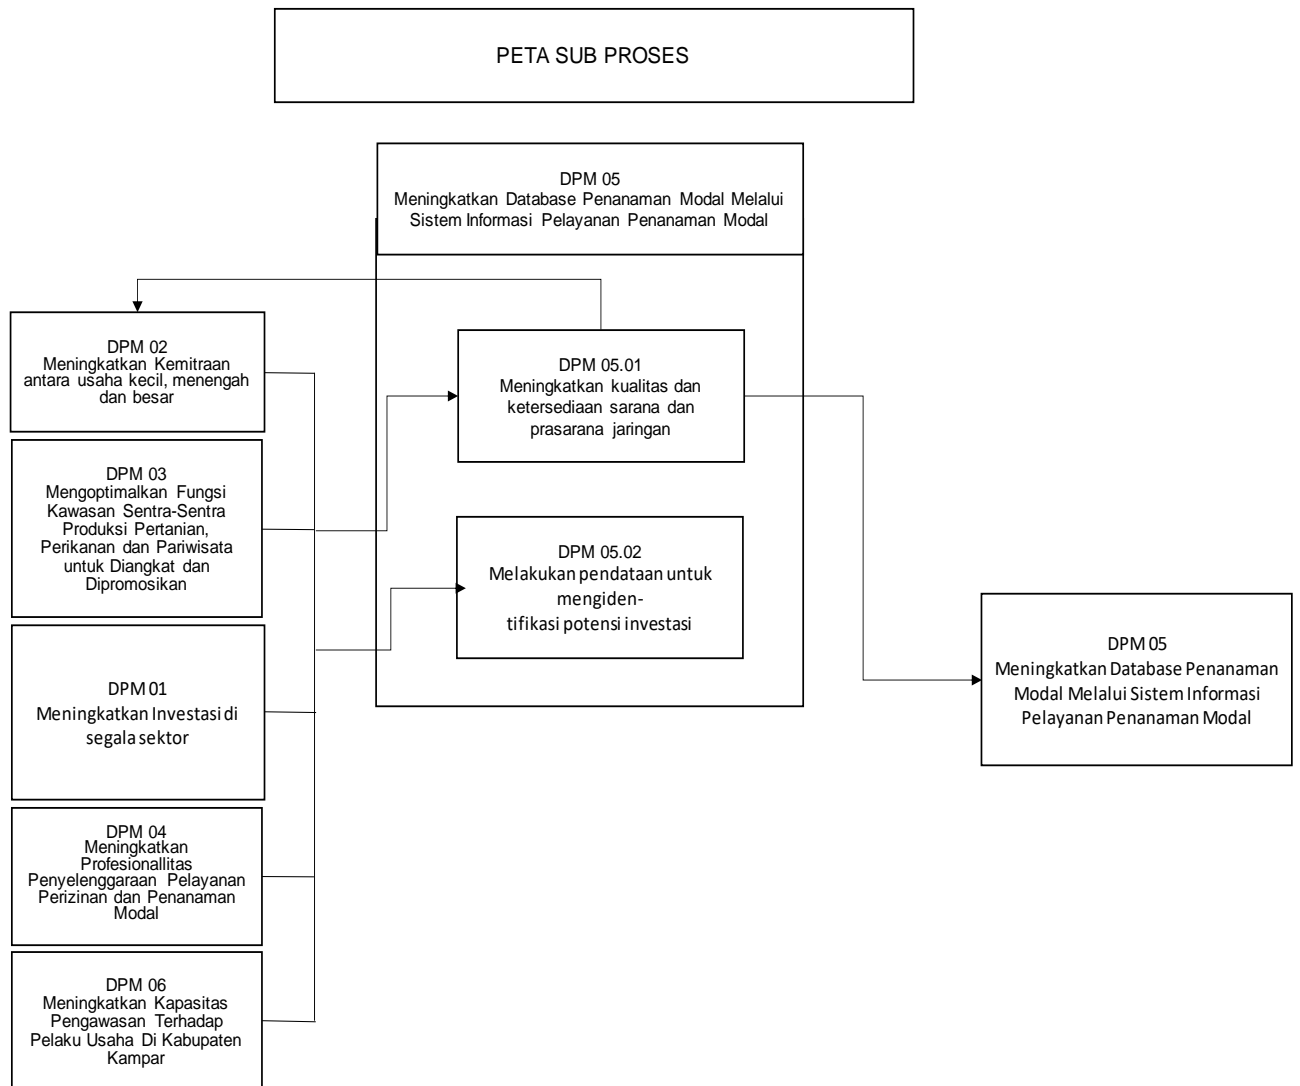 PETA SUB PROSES
DPM 05
Meningkatkan Database Penanaman Modal Melalui
Sistem Informasi Pelayanan Penanaman Modal
DPM 02
Meningkatkan Kemitraan
antara usaha kecil, menengah
dan besar
DPM 03
Mengoptimalkan Fungsi
Kawasan Sentra-Sentra
Produksi Pertanian,
Perikanan dan Pariwisata
untuk Diangkat dan
Dipromosikan
DPM 01
Meningkatkan Investasi di
segala sektor
DPM 04
Meningkatkan
Profesionallitas
Penyelenggaraan Pelayanan
Perizinan dan Penanaman
Modal
DPM 06
Meningkatkan Kapasitas
Pengawasan Terhadap
Pelaku Usaha Di Kabupaten
Kampar
DPM 05.01
Meningkatkan kualitas dan
ketersediaan sarana dan
prasarana jaringan
DPM 05.02
Melakukan pendataan untuk
mengiden-
tifikasi potensi investasi
DPM 05
Meningkatkan Database Penanaman
Modal Melalui Sistem Informasi
Pelayanan Penanaman Modal